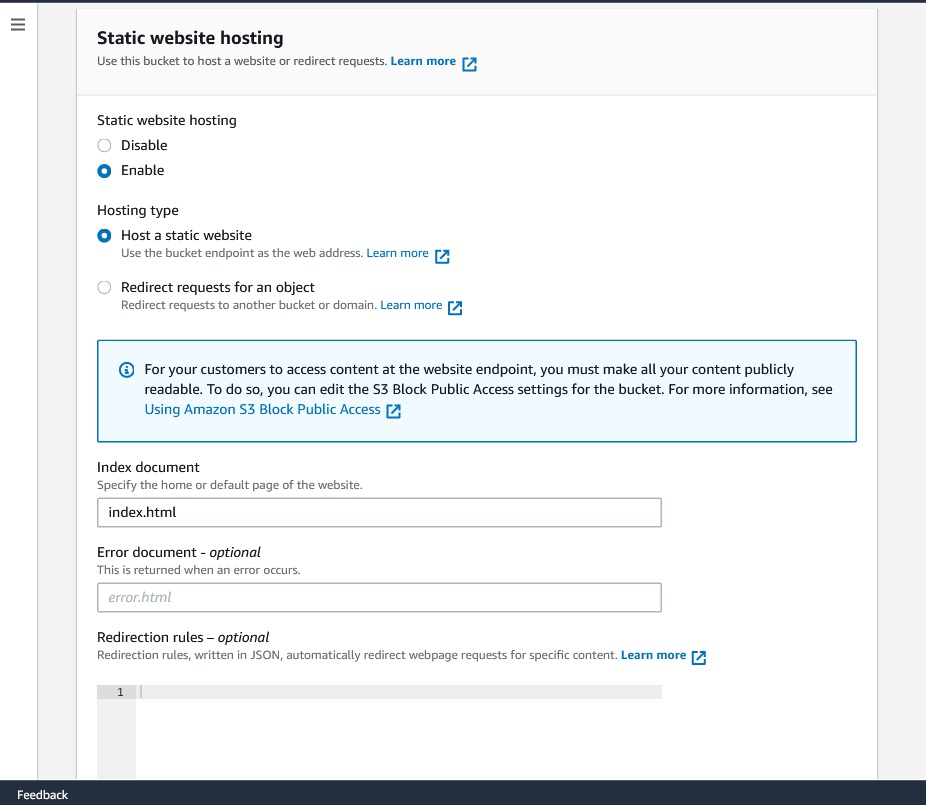 Static website hosting
Use this bucket to host a website or redirect requests. Learn more
Static website hosting
Disable
Enable
Hosting type
Host a static website
Use the bucket endpoint as the web address. Learn more
Redirect requests for an object
Redirect requests to another bucket or domain. Learn more
For your customers to access content at the website endpoint, you must make all your content publicly
readable. To do so, you can edit the S3 Block Public Access settings for the bucket. For more information, see
Using Amazon S3 Block Public Access
Index document
Specify the home or default page of the website.
index.html
Error document - optional
This is returned when an error occurs.
error.html
Redirection rules – optional
Redirection rules, written in JSON, automatically redirect webpage requests for specific content. Learn more
1
Feedback